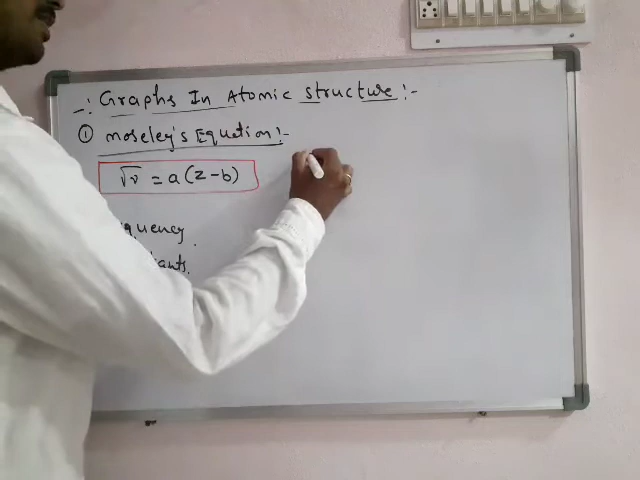 -: Graphs In Atomic Structure :-
① Moseley's Equation :-
√ν = a (Z - b)